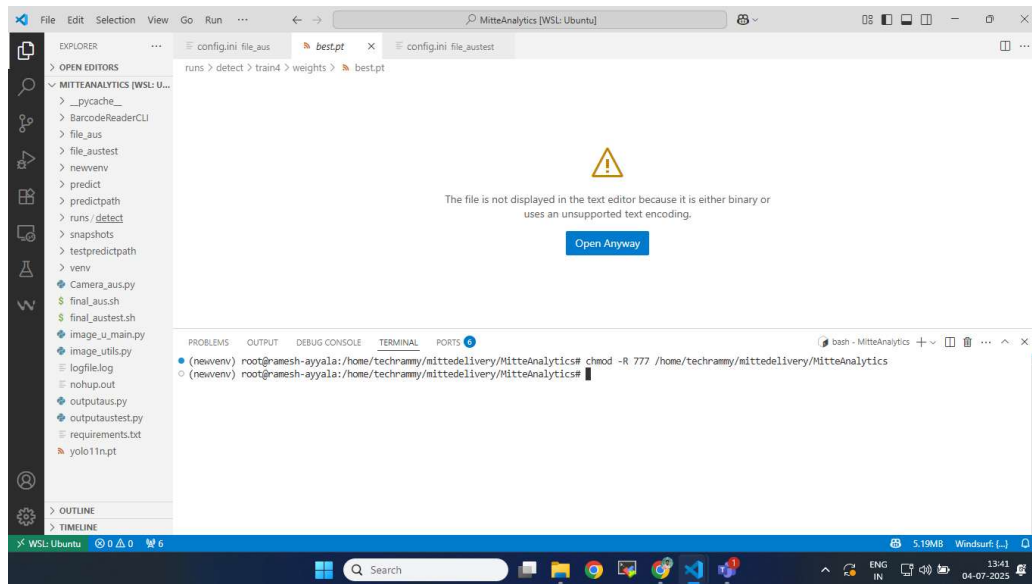 File Edit Selection View Go Run ··· MitteAnalytics [WSL: Ubuntu]
EXPLORER ···
config.ini file_aus best.pt config.ini file_austest
> OPEN EDITORS
runs > detect > train4 > weights > best.pt
MITTEANALYTICS [WSL: U...
> __pycache__
> BarcodeReaderCLI
> file_aus
> file_austest
> newvenv
> predict
> predictpath
> runs / detect
> snapshots
> testpredictpath
> venv
Camera_aus.py
$ final_aus.sh
$ final_austest.sh
image_u_main.py
image_utils.py
logfile.log
nohup.out
outputaus.py
outputaustest.py
requirements.txt
yolo11n.pt
> OUTLINE
> TIMELINE
The file is not displayed in the text editor because it is either binary or
uses an unsupported text encoding.
Open Anyway
PROBLEMS OUTPUT DEBUG CONSOLE TERMINAL PORTS 6 bash - MitteAnalytics
(newvenv) root@ramesh-ayyala:/home/techrammy/mittedelivery/MitteAnalytics# chmod -R 777 /home/techrammy/mittedelivery/MitteAnalytics
(newvenv) root@ramesh-ayyala:/home/techrammy/mittedelivery/MitteAnalytics#
WSL: Ubuntu 0 0 6 5.19MB Windsurf: {...}
Search
ENG
IN
13:41
04-07-2025